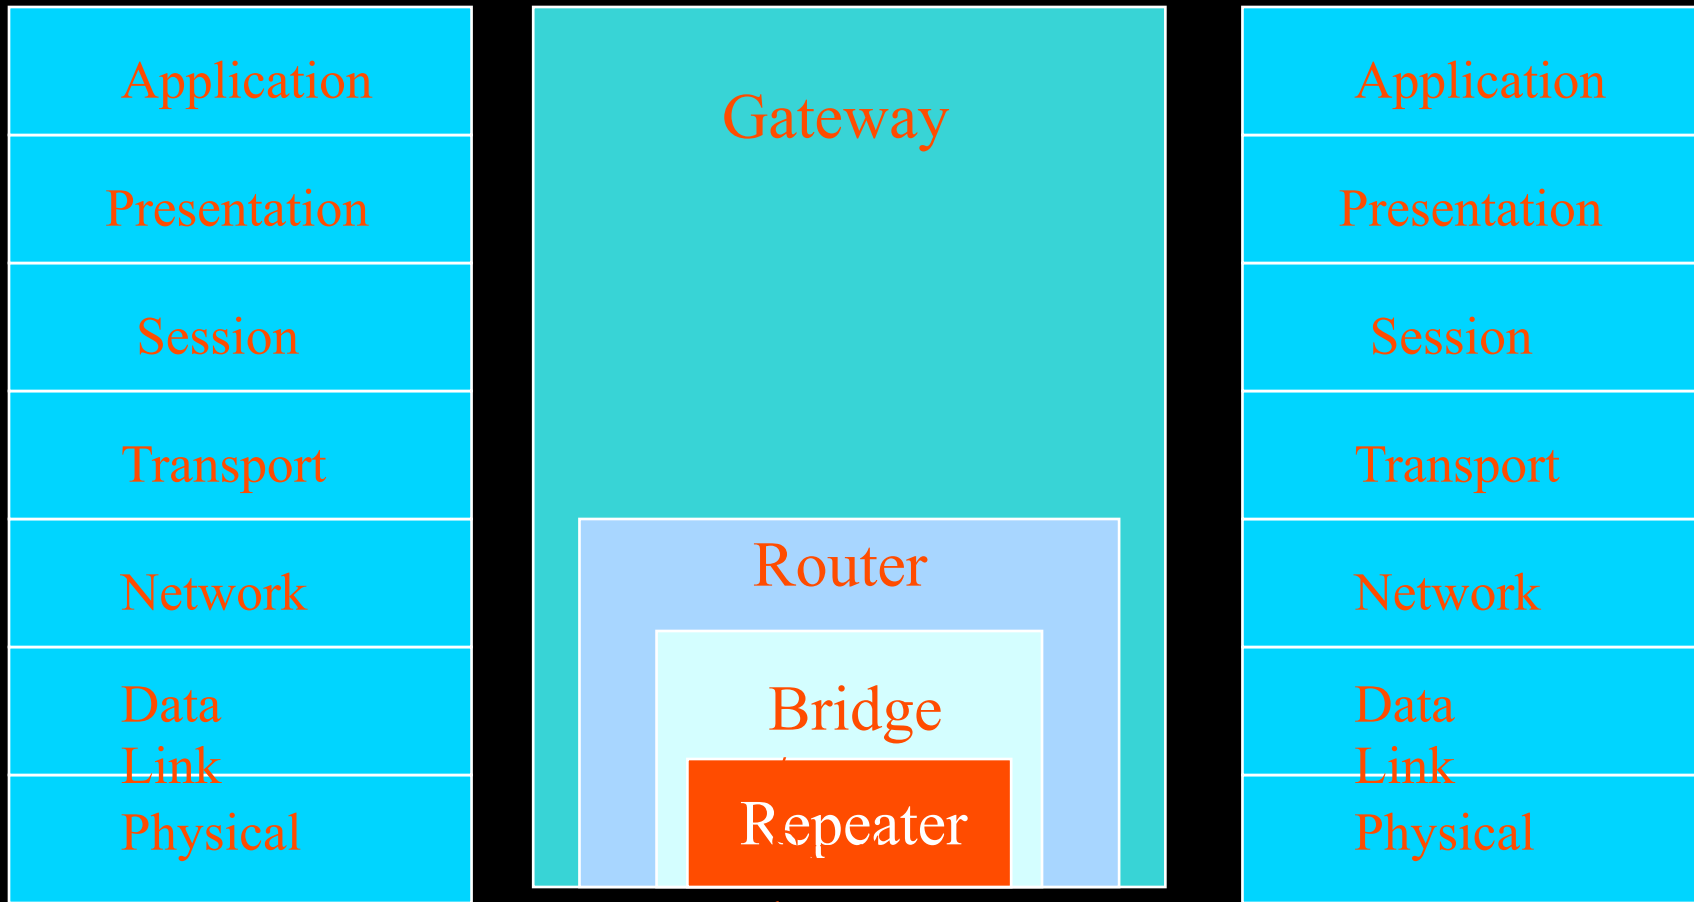 Application
Presentation
Session
Transport
Network
Data
Link
Physical
Gateway
Router
Bridge
Repeater
Application
Presentation
Session
Transport
Network
Data
Link
Physical